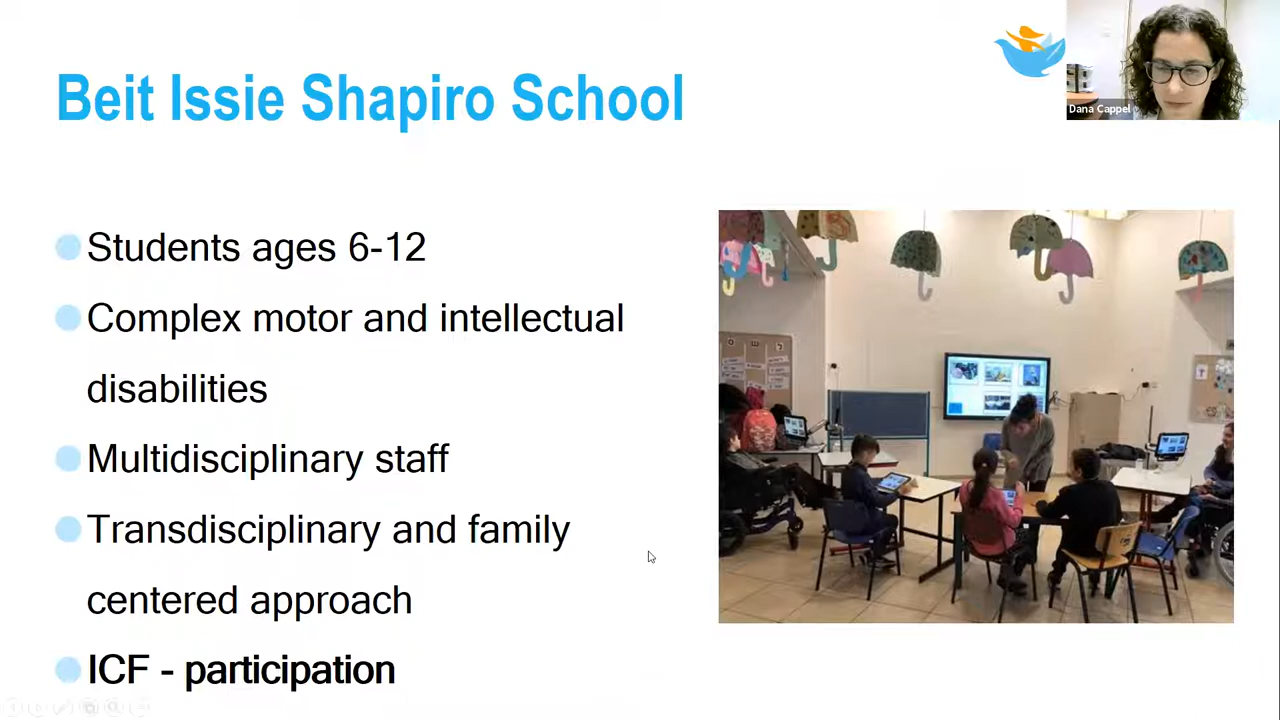 Beit Issie Shapiro School
Dana Cappel
Students ages 6-12
Complex motor and intellectual
disabilities
Multidisciplinary staff
Transdisciplinary and family
centered approach
ICF - participation